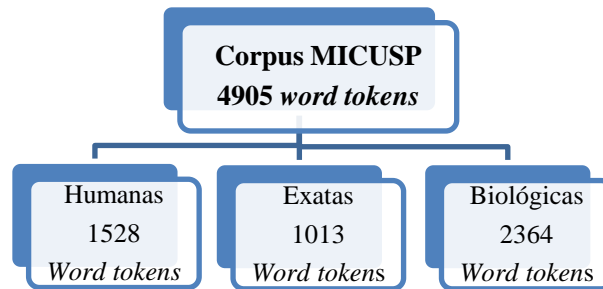 Corpus MICUSP
4905 word tokens
Humanas
1528
Word tokens
Exatas
1013
Word tokens
Biológicas
2364
Word tokens